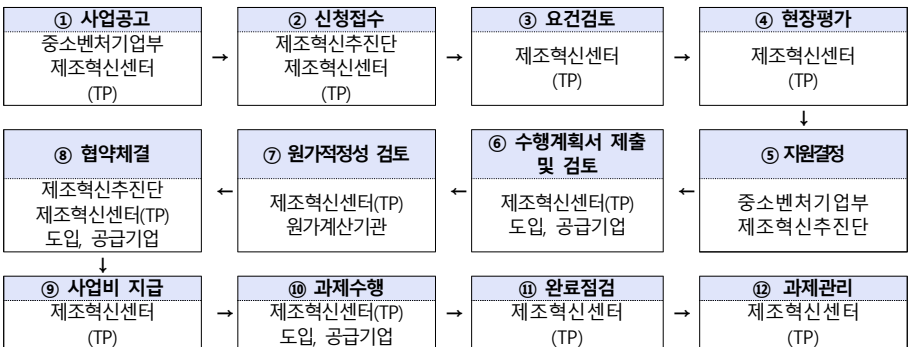 ① 사업공고
중소벤처기업부
제조혁신센터
(TP)
→
② 신청접수
제조혁신추진단
제조혁신센터
(TP)
→
③ 요건검토
제조혁신센터
(TP)
→
④ 현장평가
제조혁신센터
(TP)
↓
⑤ 지원결정
중소벤처기업부
제조혁신추진단
←
⑥ 수행계획서 제출
및 검토
제조혁신센터(TP)
도입, 공급기업
←
⑦ 원가적정성 검토
제조혁신센터(TP)
원가계산기관
←
⑧ 협약체결
제조혁신추진단
제조혁신센터(TP)
도입, 공급기업
↓
⑨ 사업비 지급
제조혁신센터
(TP)
→
⑩ 과제수행
제조혁신센터(TP)
도입, 공급기업
→
⑪ 완료점검
제조혁신센터
(TP)
→
⑫ 과제관리
제조혁신센터
(TP)